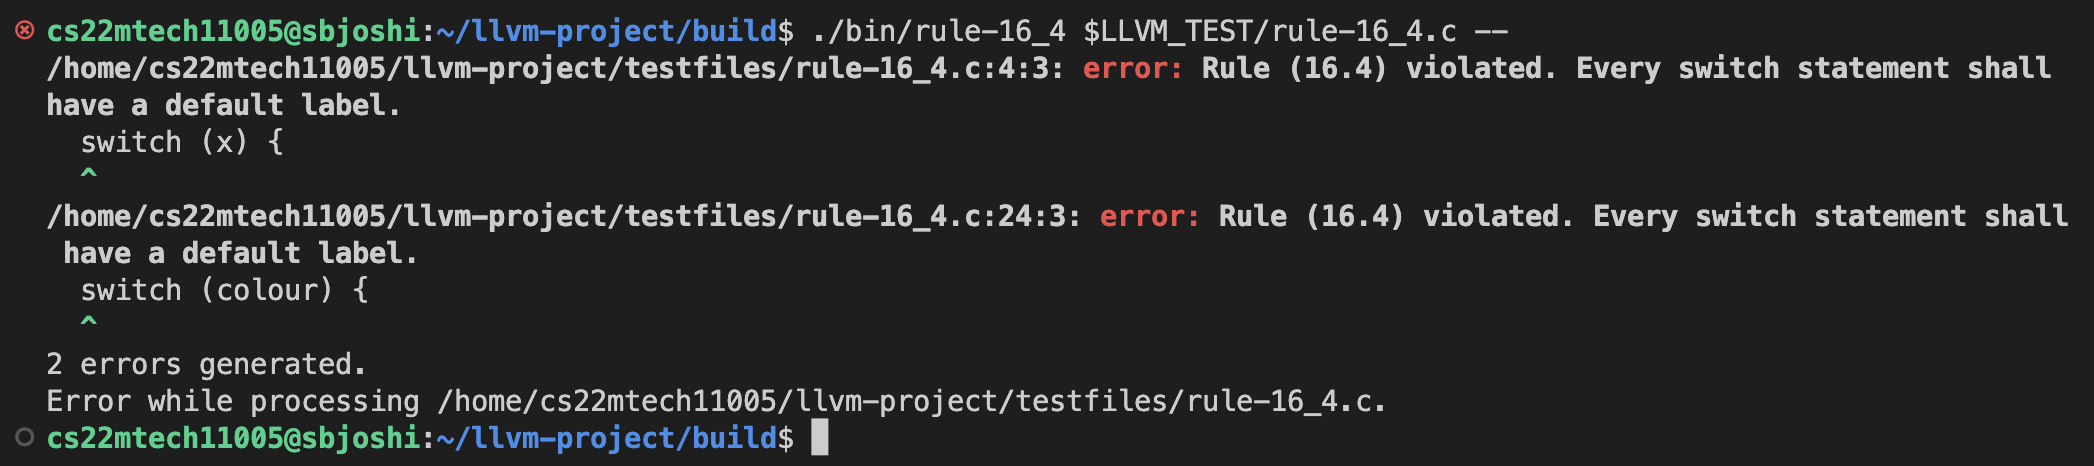 cs22mtech11005@sbjoshi:~/llvm-project/build$ ./bin/rule-16_4 $LLVM_TEST/rule-16_4.c --
/home/cs22mtech11005/llvm-project/testfiles/rule-16_4.c:4:3: error: Rule (16.4) violated. Every switch statement shall
have a default label.
  switch (x) {
  ^
/home/cs22mtech11005/llvm-project/testfiles/rule-16_4.c:24:3: error: Rule (16.4) violated. Every switch statement shall
 have a default label.
  switch (colour) {
  ^
2 errors generated.
Error while processing /home/cs22mtech11005/llvm-project/testfiles/rule-16_4.c.
cs22mtech11005@sbjoshi:~/llvm-project/build$